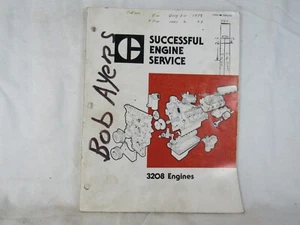 SUCCESSFUL
ENGINE
SERVICE
Bob Ayers
3208 Engines